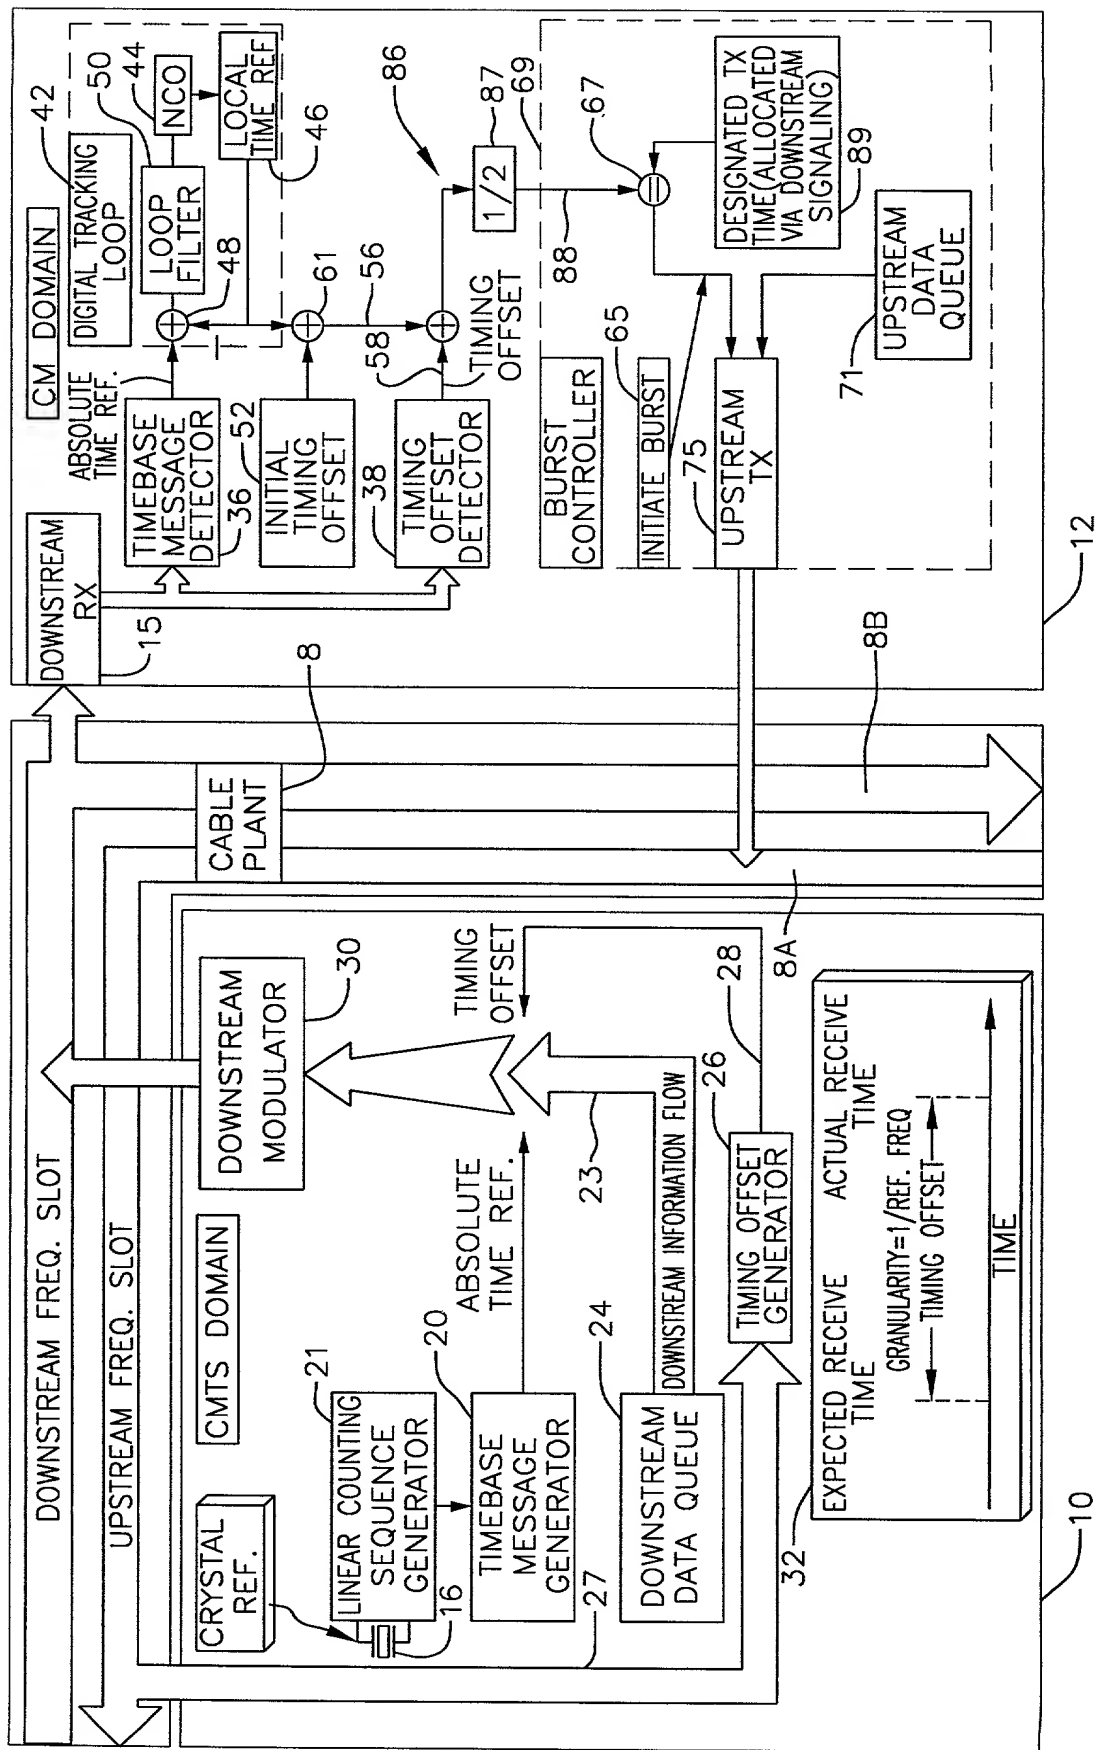 DOWNSTREAM FREQ. SLOT
UPSTREAM FREQ. SLOT
CMTS DOMAIN
CRYSTAL
REF.
16
LINEAR COUNTING
SEQUENCE
GENERATOR
21
TIMEBASE
MESSAGE
GENERATOR
20
ABSOLUTE
TIME REF.
DOWNSTREAM
DATA QUEUE
24
DOWNSTREAM INFORMATION FLOW
23
27
DOWNSTREAM
MODULATOR
30
TIMING
OFFSET
TIMING OFFSET
GENERATOR
26
28
32
EXPECTED RECEIVE
TIME
ACTUAL RECEIVE
TIME
GRANULARITY=1/REF. FREQ
TIMING OFFSET
TIME
10
CABLE
PLANT
8
8A
8B
DOWNSTREAM
RX
15
CM DOMAIN
ABSOLUTE
TIME REF.
DIGITAL TRACKING
LOOP
42
LOOP
FILTER
50
NCO
44
LOCAL
TIME REF
46
48
TIMEBASE
MESSAGE
DETECTOR
36
INITIAL
TIMING
OFFSET
52
61
56
TIMING
OFFSET
DETECTOR
38
58
TIMING
OFFSET
86
1/2
87
88
69
BURST
CONTROLLER
INITIATE BURST
65
67
DESIGNATED TX
TIME(ALLOCATED
VIA DOWNSTREAM
SIGNALING)
89
UPSTREAM
TX
75
UPSTREAM
DATA
QUEUE
71
12